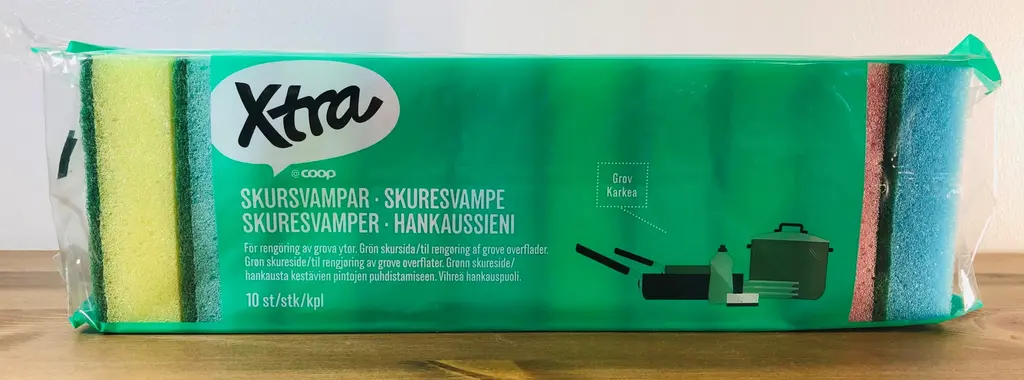 X-tra
@coop
SKURSVAMPAR · SKURESVAMPE
SKURESVAMPER · HANKAUSSIENI
För rengöring av grova ytor. Grön skursida/til rengøring af grove overflader.
Grøn skureside/til rengjøring av grove overflater. Grønn skureside/
hankausta kestävien pintojen puhdistamiseen. Vihreä hankauspuoli.
10 st/stk/kpl
Grov
Karkea